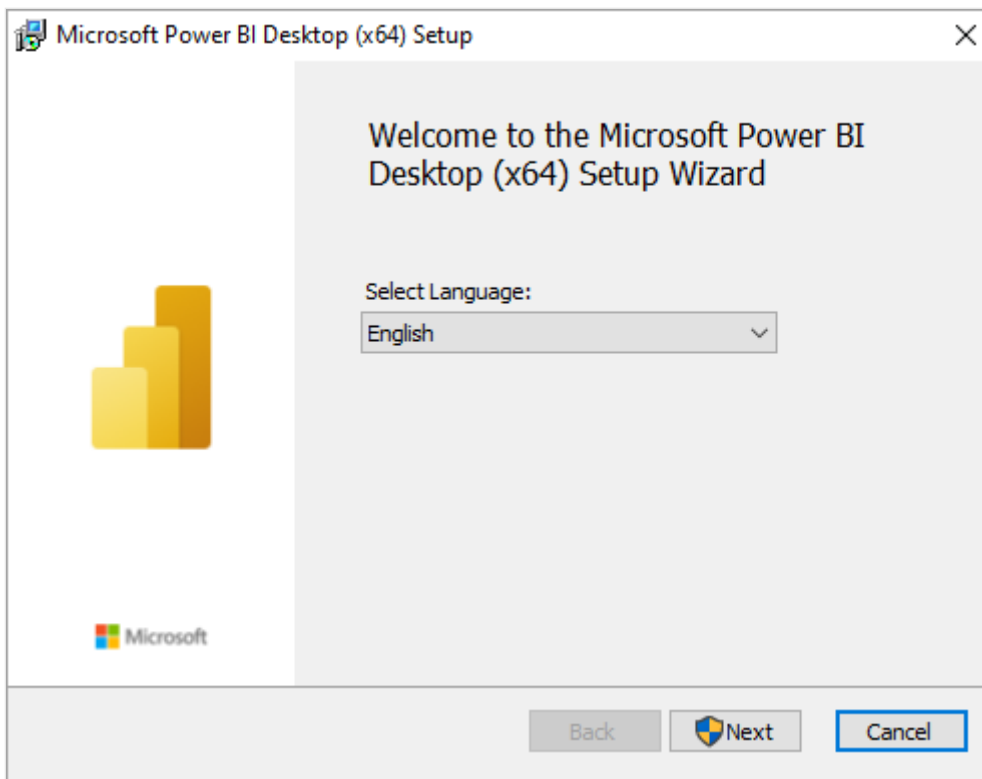 Microsoft Power BI Desktop (x64) Setup
Welcome to the Microsoft Power BI
Desktop (x64) Setup Wizard
Select Language:
English
Microsoft
Back
Next
Cancel